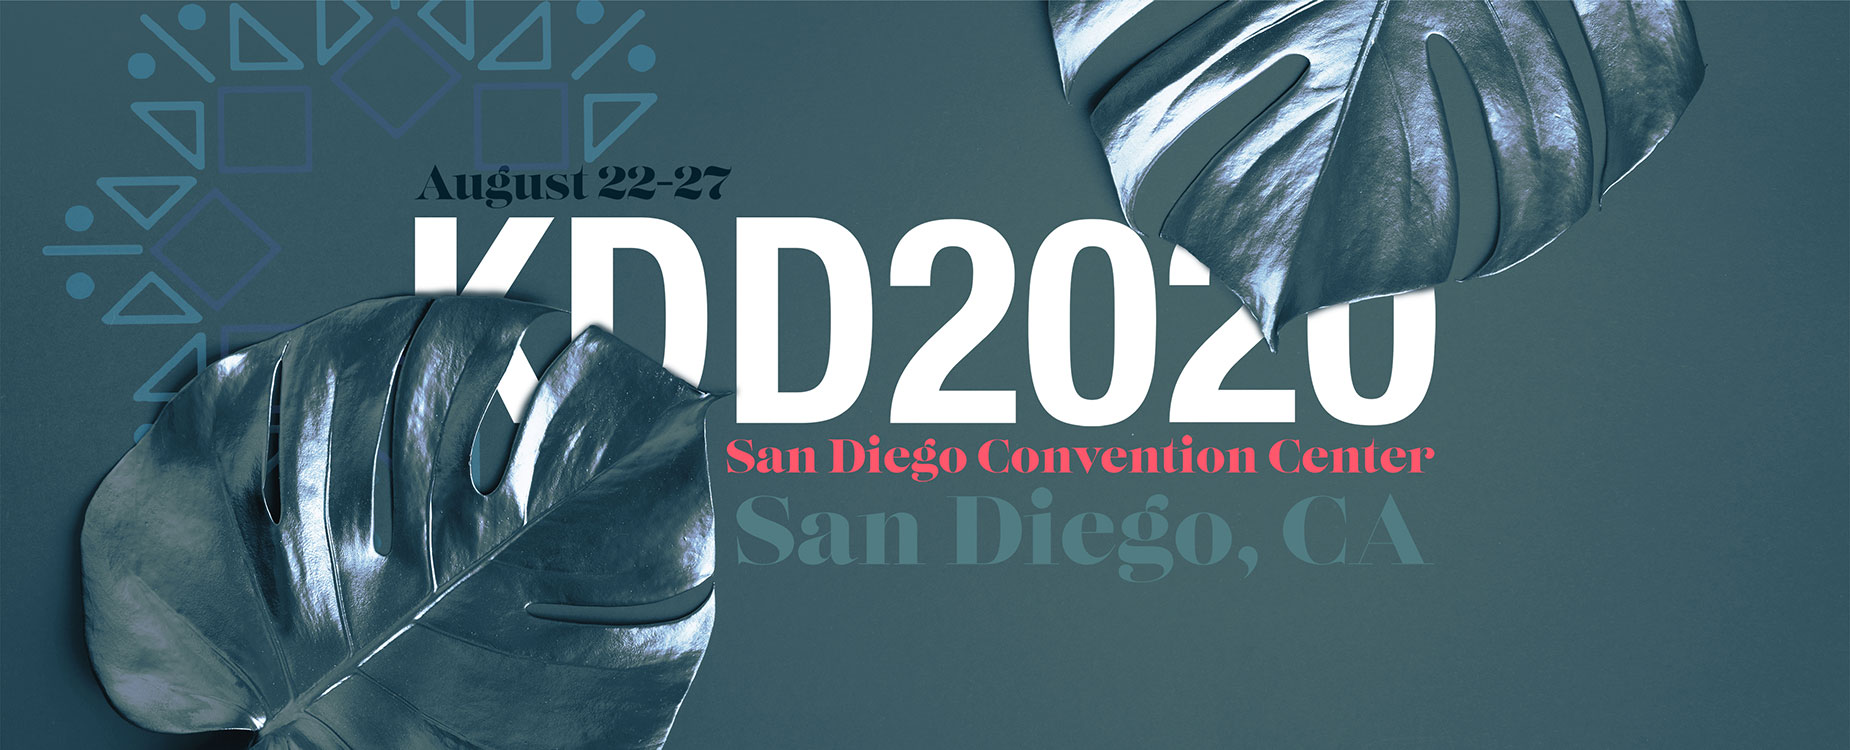 August 22-27
KDD2020
San Diego Convention Center
San Diego, CA